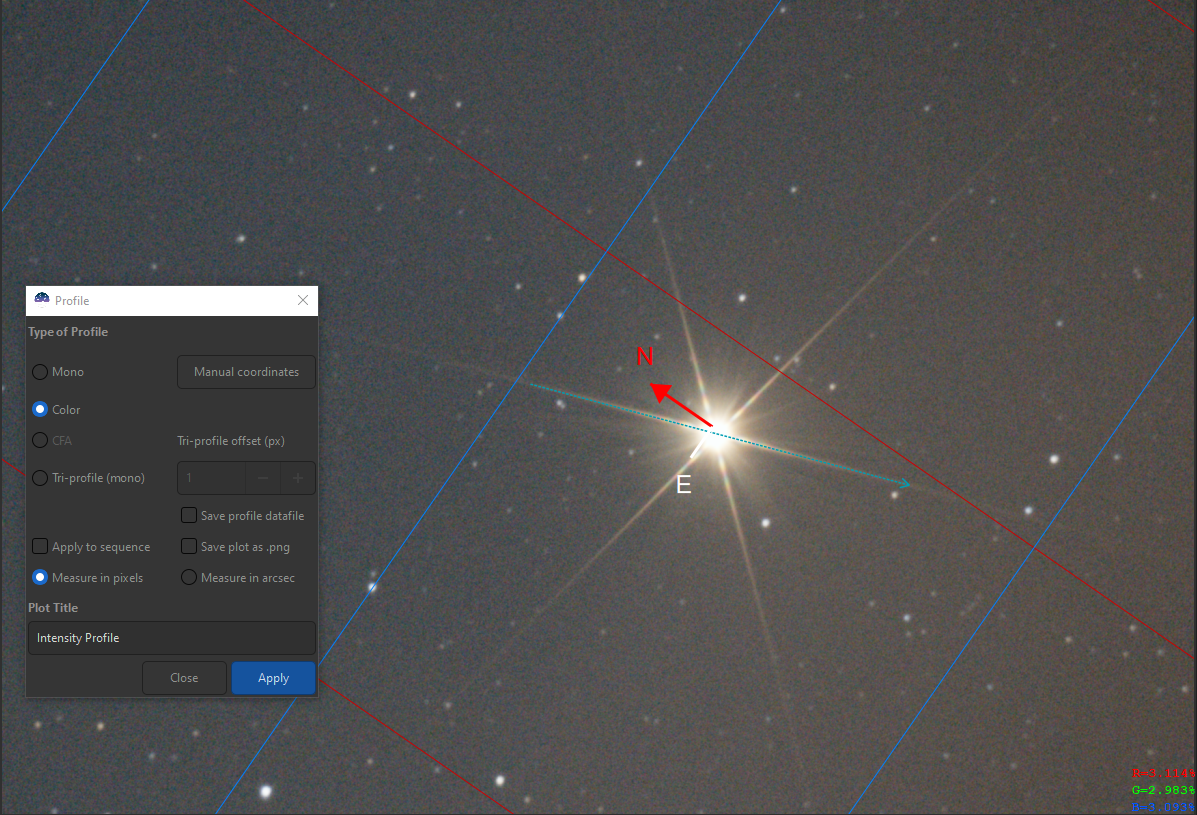 Profile
Type of Profile
Mono
Manual coordinates
Color
CFA
Tri-profile offset (px)
Tri-profile (mono)
1
Save profile datafile
Apply to sequence
Save plot as .png
Measure in pixels
Measure in arcsec
Plot Title
Intensity Profile
Close
Apply
N
E
R=3.114%
G=2.983%